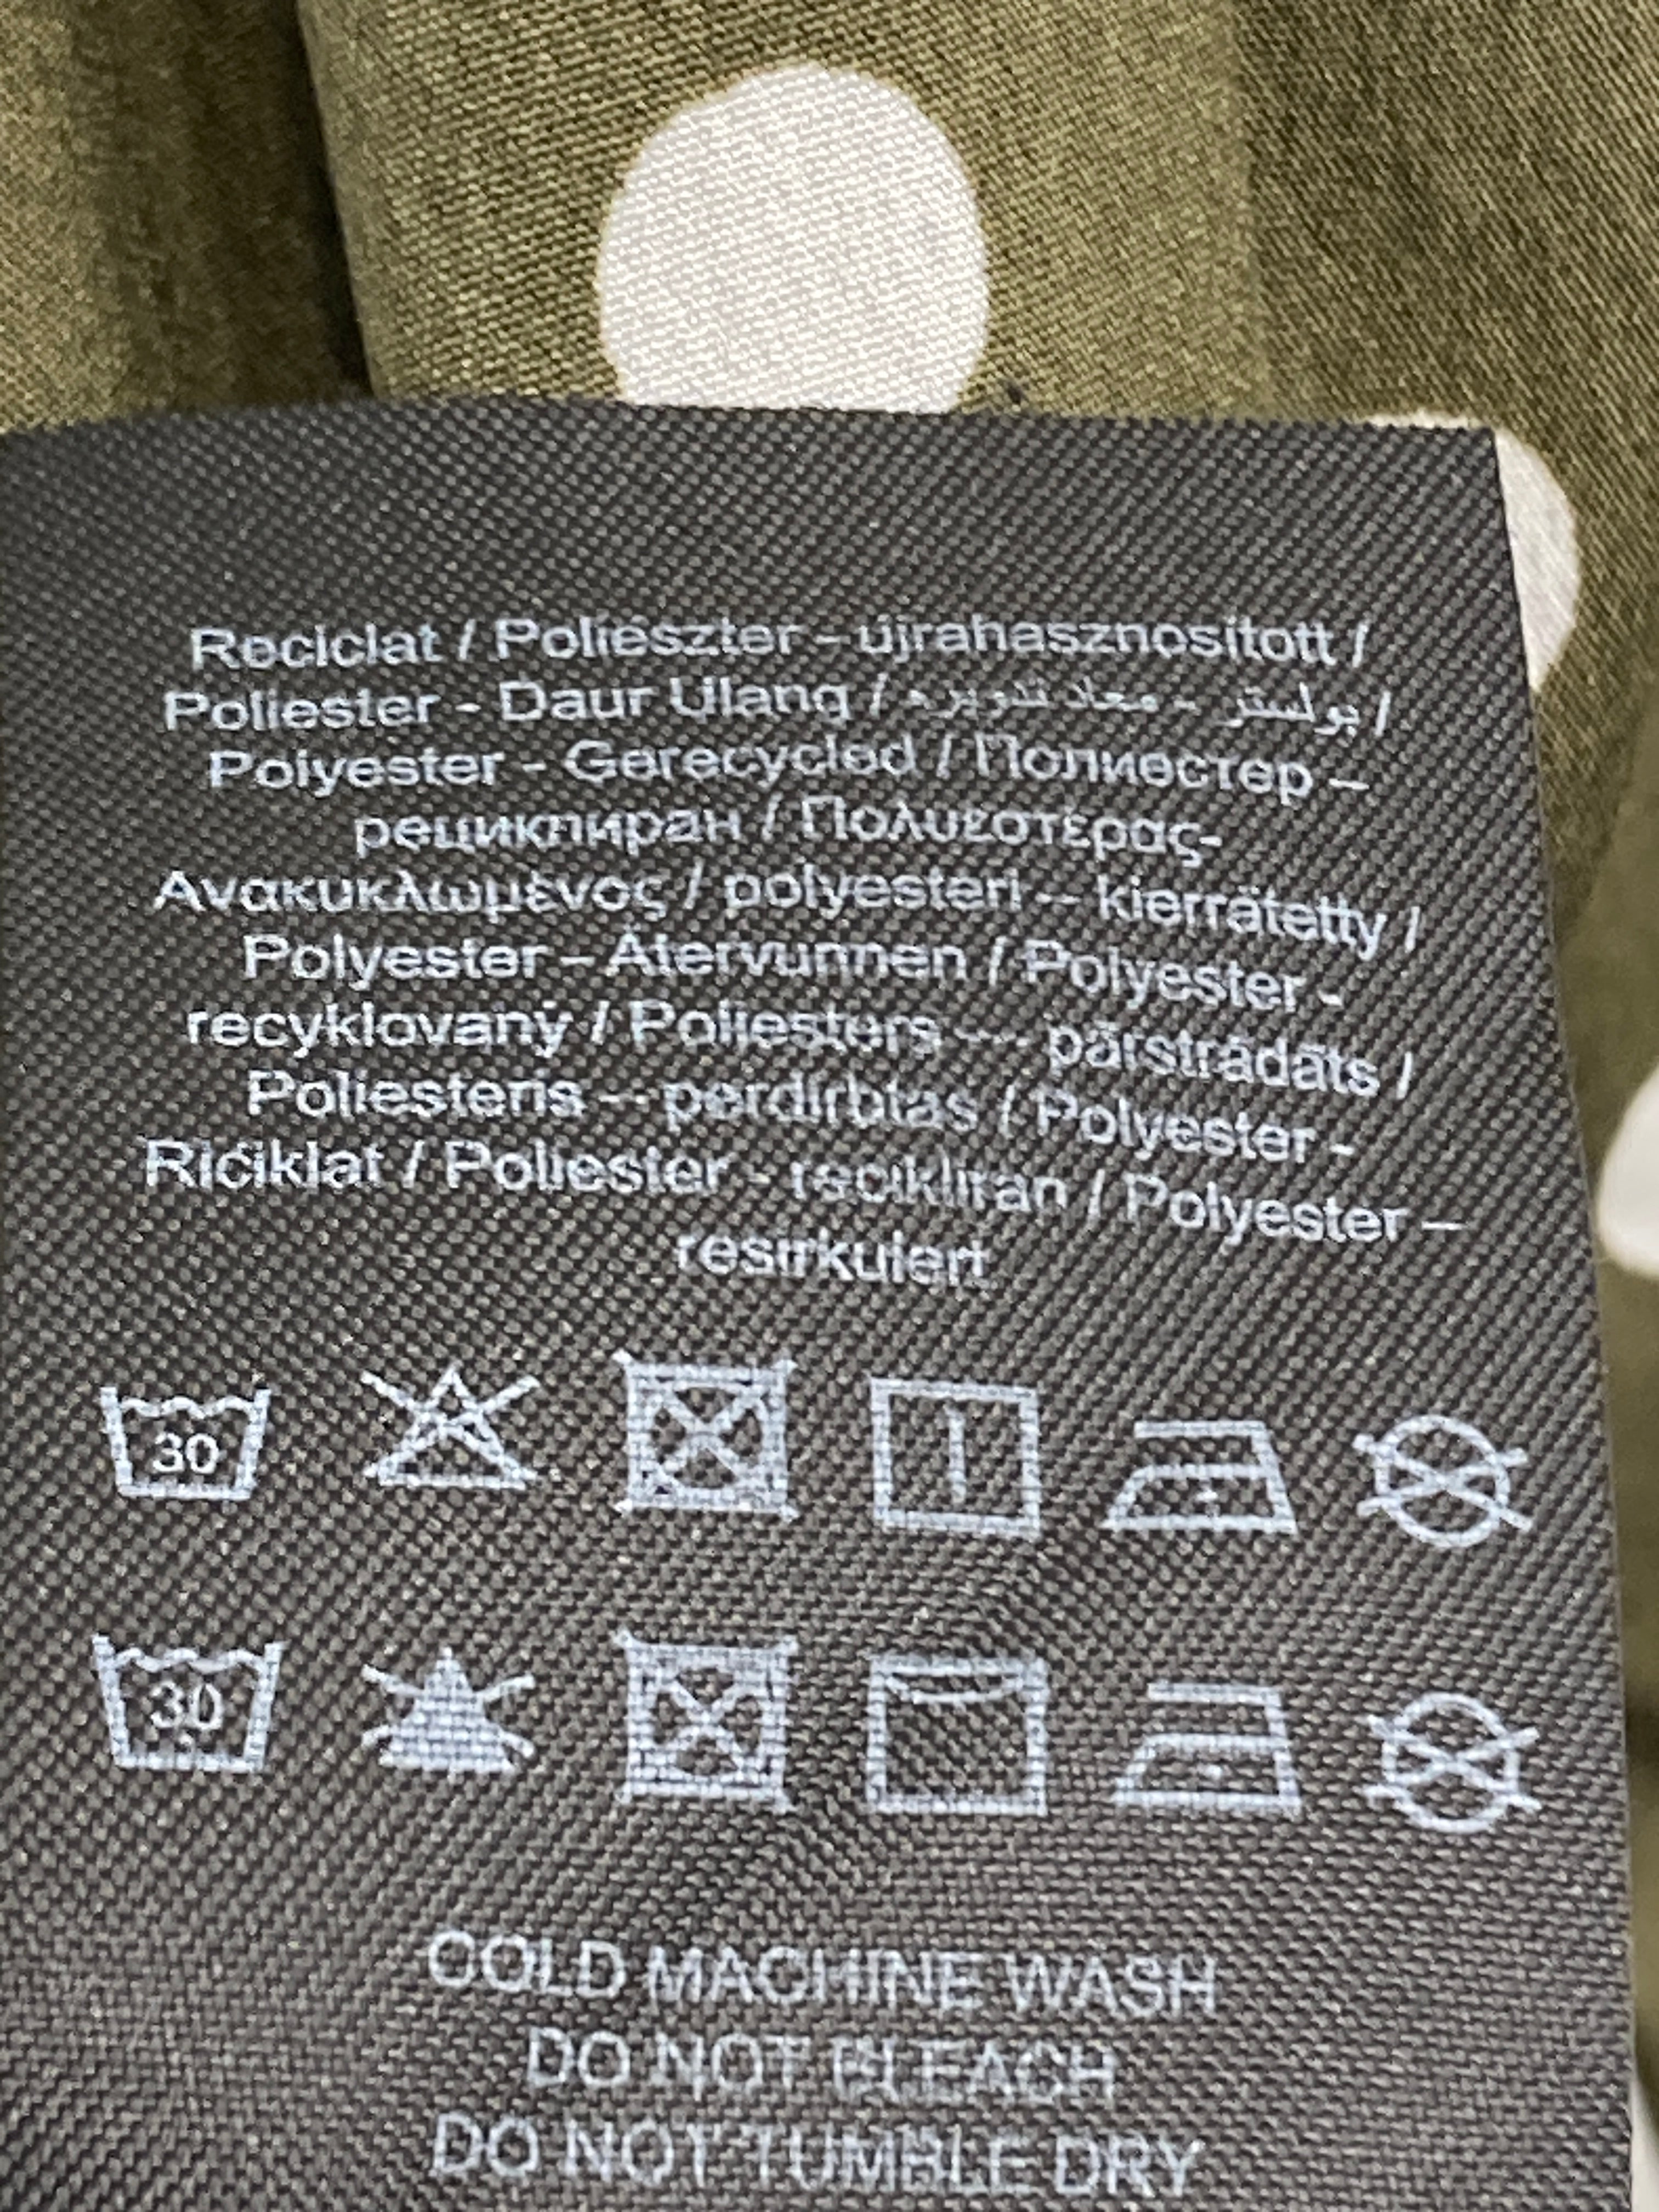 Reciclat / Poliészter - újrahasznosított /
Poliester - Daur Ulang / بوليستر - معاد تدويره /
Polyester - Gerecycled / Полиестер –
рециклиран / Πολυεστέρας-
Ανακυκλωμένος / polyesteri – kierrätetty /
Polyester – Återvunnen / Polyester -
recyklovaný / Poliesters – pārstrādāts /
Poliesteris – perdirbtas / Polyester -
Riċiklat / Poliester - recikliran / Polyester –
resirkulert
30
30
COLD MACHINE WASH
DO NOT BLEACH
DO NOT TUMBLE DRY